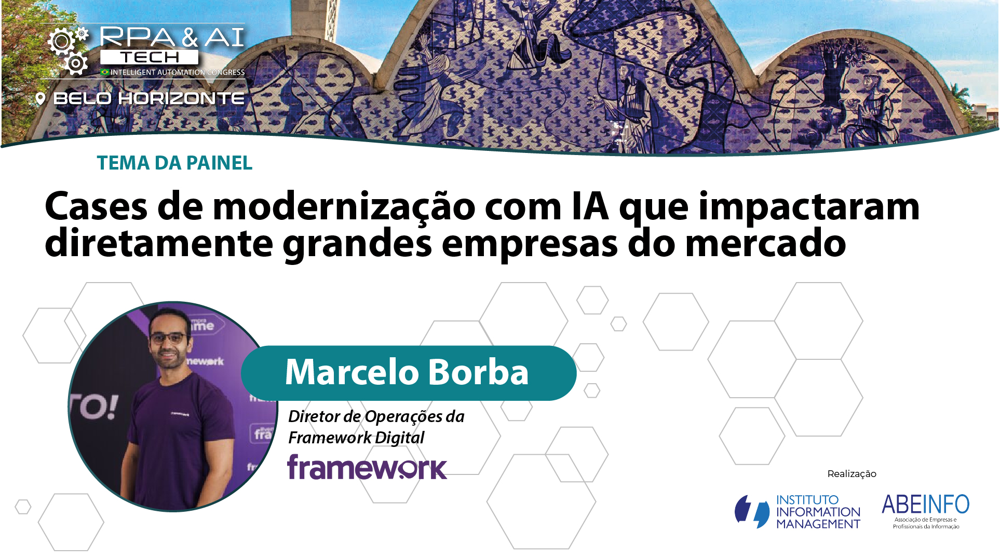 RPA & AI
TECH
INTELLIGENT AUTOMATION CONGRESS
BELO HORIZONTE
TEMA DA PAINEL
Cases de modernização com IA que impactaram
diretamente grandes empresas do mercado
TO!
Marcelo Borba
Diretor de Operações da
Framework Digital
framework
Realização
INSTITUTO
INFORMATION
MANAGEMENT
ABEINFO
Associação de Empresas e
Profissionais da Informação